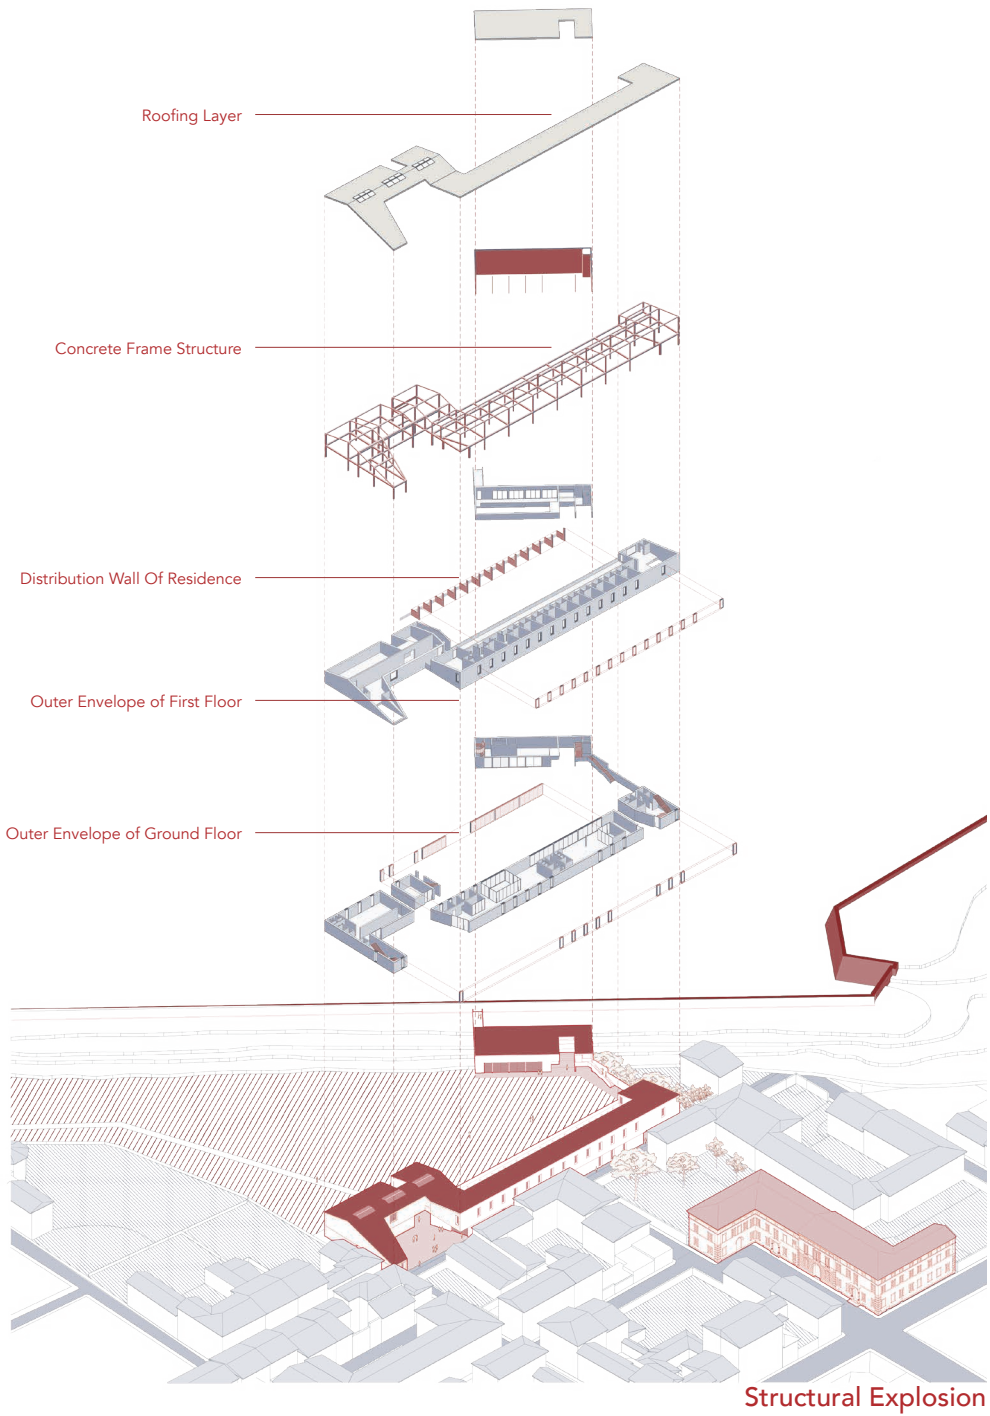 Roofing Layer
Concrete Frame Structure
Distribution Wall Of Residence
Outer Envelope of First Floor
Outer Envelope of Ground Floor
Structural Explosion